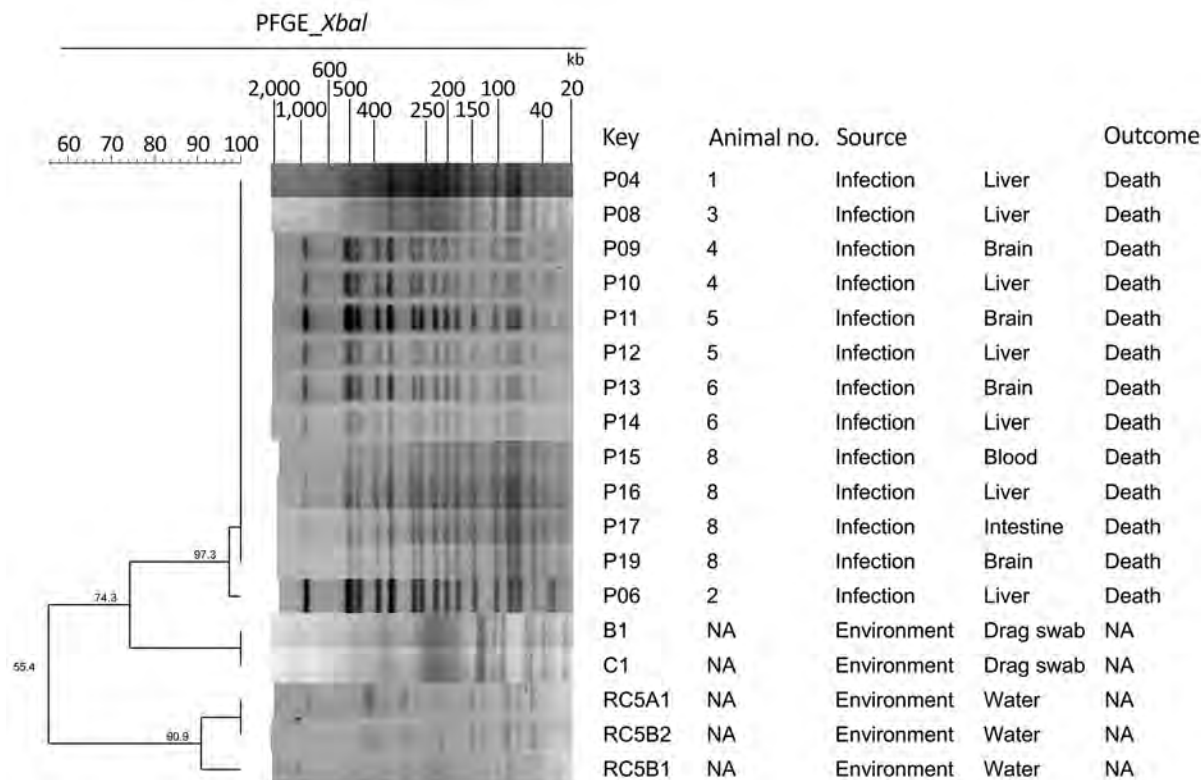 PFGE_XbaI
kb
600
2,000 500 200 100 20
1,000 400 250 150 40
60 70 80 90 100
Key Animal no. Source Outcome
P04 1 Infection Liver Death
P08 3 Infection Liver Death
P09 4 Infection Brain Death
P10 4 Infection Liver Death
P11 5 Infection Brain Death
P12 5 Infection Liver Death
P13 6 Infection Brain Death
P14 6 Infection Liver Death
P15 8 Infection Blood Death
P16 8 Infection Liver Death
P17 8 Infection Intestine Death
97.3
P19 8 Infection Brain Death
P06 2 Infection Liver Death
74.3
B1 NA Environment Drag swab NA
55.4
C1 NA Environment Drag swab NA
RC5A1 NA Environment Water NA
90.9
RC5B2 NA Environment Water NA
RC5B1 NA Environment Water NA